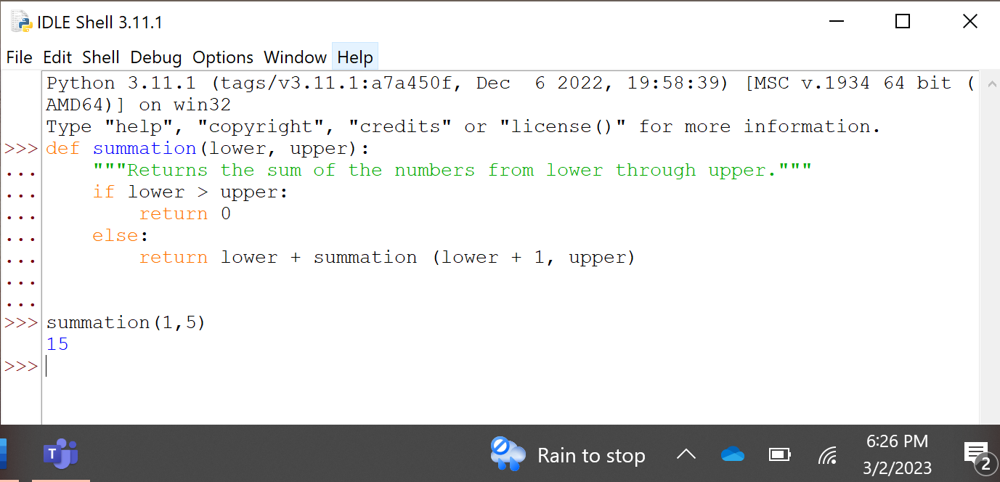 IDLE Shell 3.11.1
File Edit Shell Debug Options Window Help
Python 3.11.1 (tags/v3.11.1:a7a450f, Dec  6 2022, 19:58:39) [MSC v.1934 64 bit (
AMD64)] on win32
Type "help", "copyright", "credits" or "license()" for more information.
>>> def summation(lower, upper):
...     """Returns the sum of the numbers from lower through upper."""
...     if lower > upper:
...         return 0
...     else:
...         return lower + summation (lower + 1, upper)
...
...
>>> summation(1,5)
15
>>>
T
Rain to stop
6:26 PM
3/2/2023
2